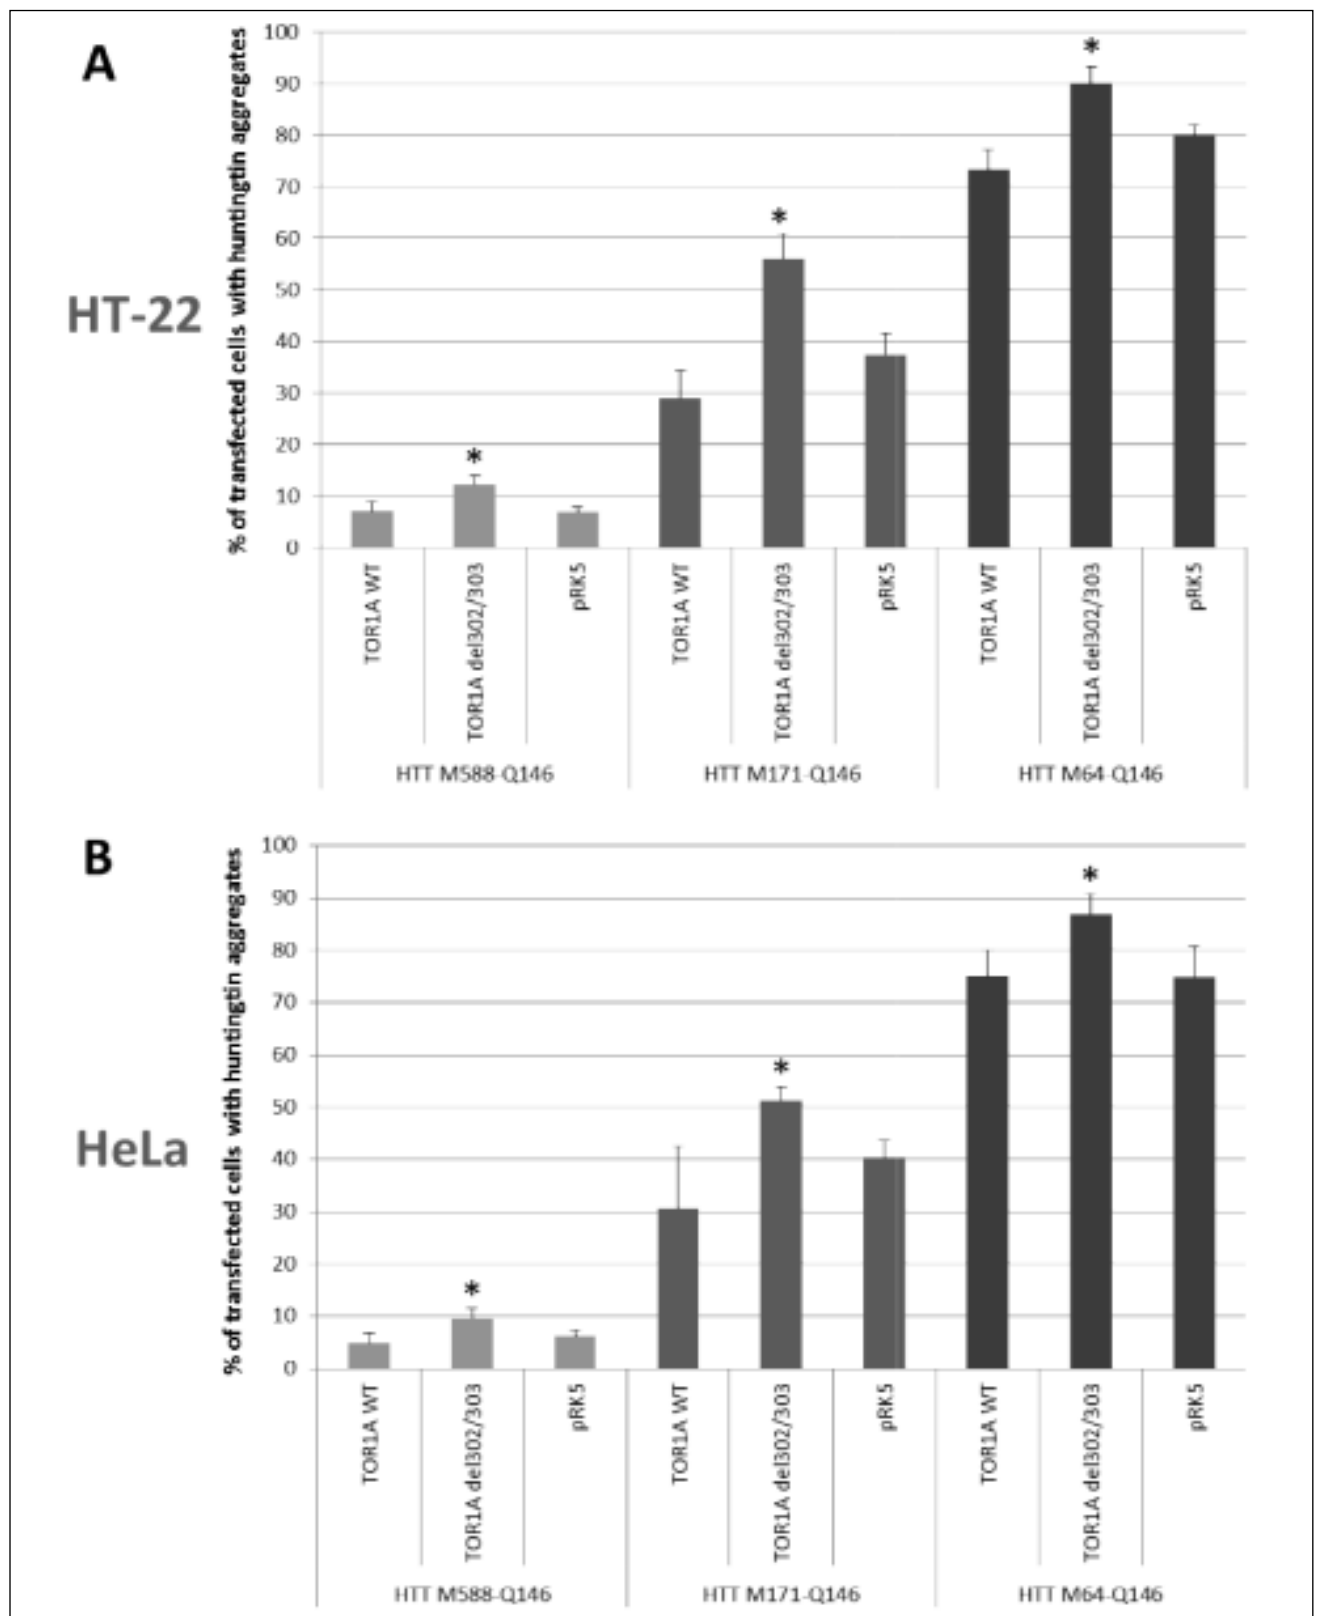 A
% of transfected cells with huntingtin aggregates
100
90
80
70
60
50
40
30
20
10
0
*
*
*
HT-22
TOR1A WT
TOR1A del302/303
pRK5
TOR1A WT
TOR1A del302/303
pRK5
TOR1A WT
TOR1A del302/303
pRK5
HTT M588-Q146
HTT M171-Q146
HTT M64-Q146
B
% of transfected cells with huntingtin aggregates
100
90
80
70
60
50
40
30
20
10
0
*
*
*
HeLa
TOR1A WT
TOR1A del302/303
pRK5
TOR1A WT
TOR1A del302/303
pRK5
TOR1A WT
TOR1A del302/303
pRK5
HTT M588-Q146
HTT M171-Q146
HTT M64-Q146